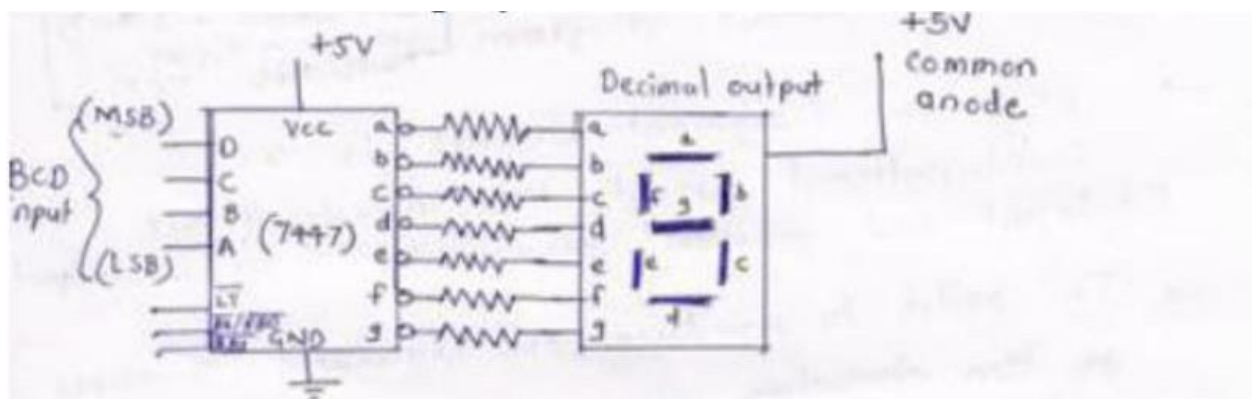 +5V
+5V
common
anode
Decimal output
(MSB)
BCD
input
(LSB)
D
C
B
A
Vcc
(7447)
LT
GND
a
b
c
d
e
f
g
a
b
c
d
e
f
g
a
f
b
g
e
c
d